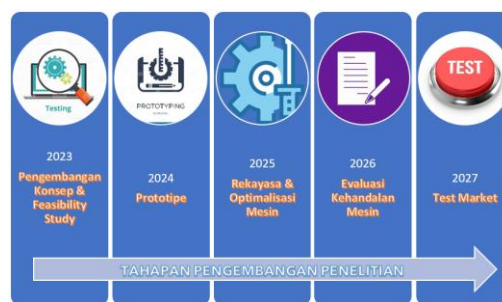 Testing
2023
Pengembangan
Konsep &
Feasibility
Study
PROTOTYPING
2024
Prototipe
2025
Rekayasa &
Optimalisasi
Mesin
2026
Evaluasi
Kehandalan
Mesin
TEST
2027
Test Market
TAHAPAN PENGEMBANGAN PENELITIAN